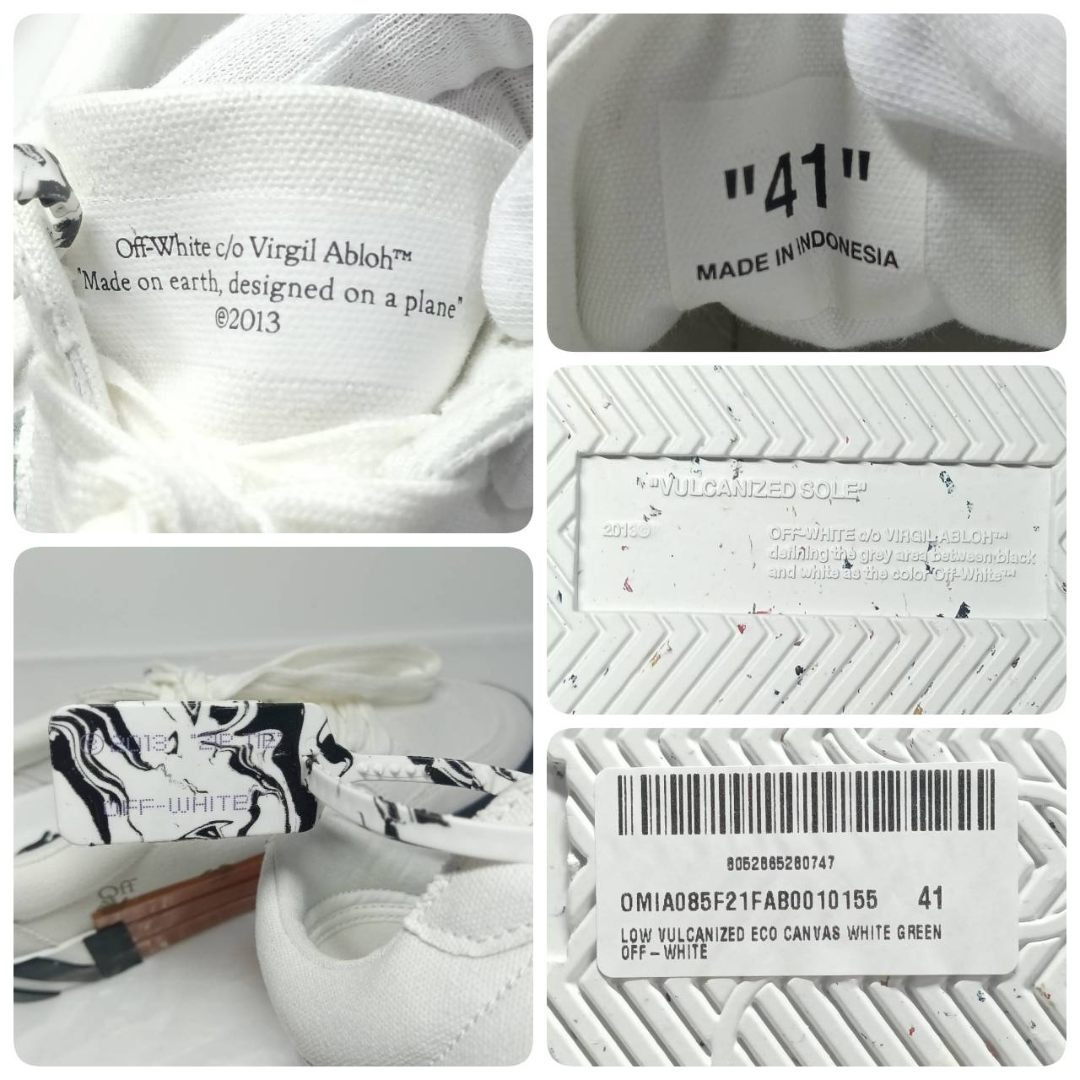 Off-White c/o Virgil Abloh™
"Made on earth, designed on a plane"
©2013
"41"
MADE IN INDONESIA
"VULCANIZED SOLE"
2013©
OFF-WHITE c/o VIRGIL ABLOH™
defining the grey area between black
and white as the color Off-White™
© 2013
OFF-WHITE
Off
8052865280747
OMIA085F21FAB0010155 41
LOW VULCANIZED ECO CANVAS WHITE GREEN
OFF-WHITE